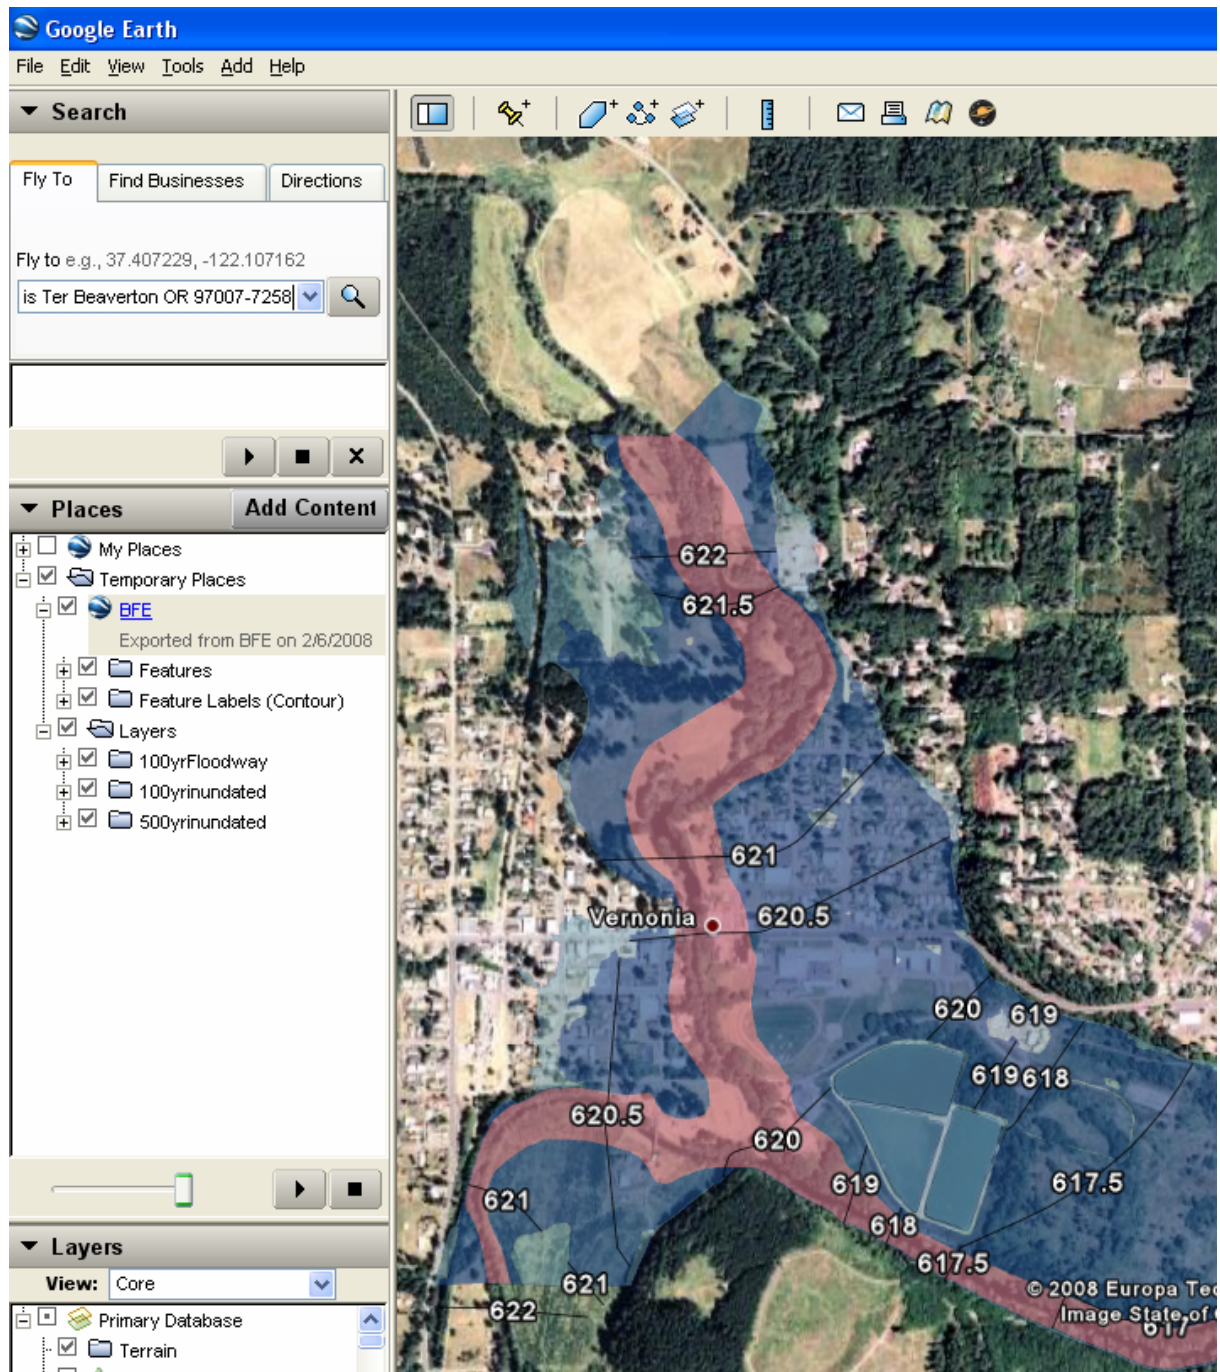 Google Earth
File Edit View Tools Add Help
Search
Fly To Find Businesses Directions
Fly to e.g., 37.407229, -122.107162
is Ter Beaverton OR 97007-7258
Places Add Content
My Places
Temporary Places
BFE
Exported from BFE on 2/6/2008
Features
Feature Labels (Contour)
Layers
100yrFloodway
100yrinundated
500yrinundated
Layers
View: Core
Primary Database
Terrain
622
621.5
621
Vernonia 620.5
620 619
619 618
620.5
620
619 617.5
621
618
617.5
621
622
© 2008 Europa Tec
Image State of
617